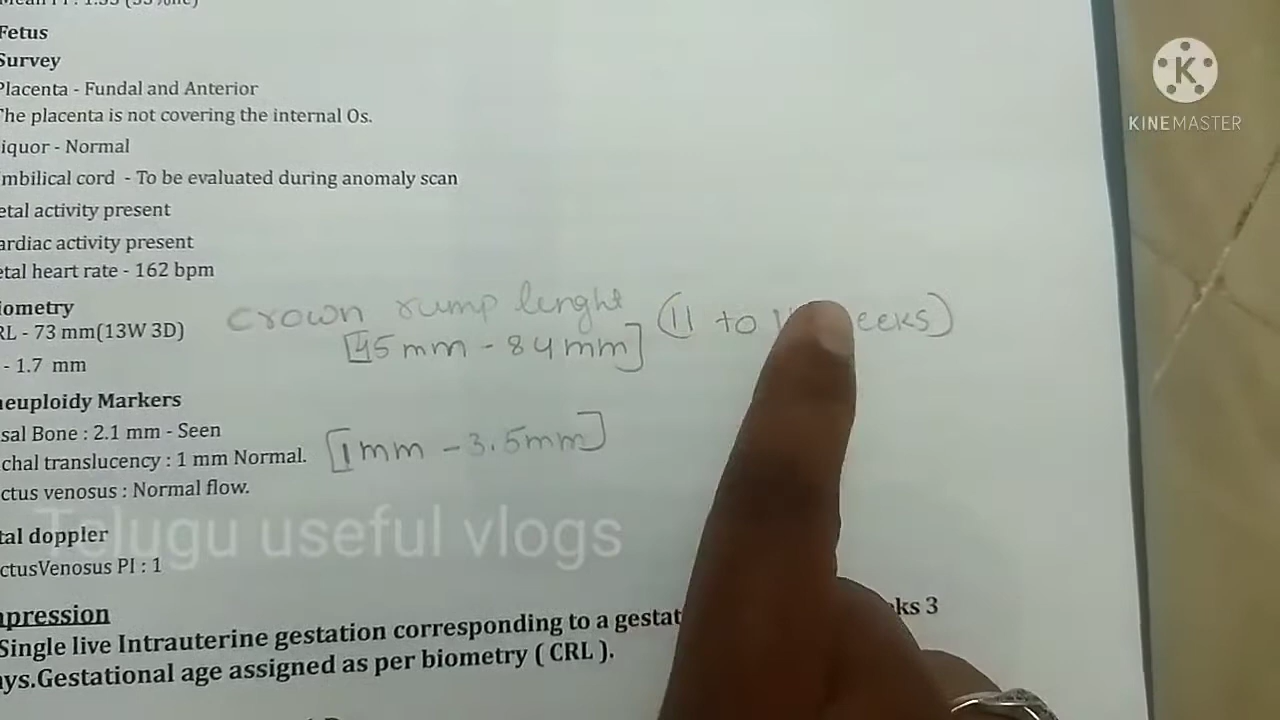 Fetus
Survey
Placenta - Fundal and Anterior
The placenta is not covering the internal Os.
iquor - Normal
mbilical cord - To be evaluated during anomaly scan
etal activity present
ardiac activity present
etal heart rate - 162 bpm
iometry
RL - 73 mm(13W 3D)
crown rump lenght (11 to eeks)
[45mm - 84mm]
- 1.7 mm
neuploidy Markers
sal Bone : 2.1 mm - Seen
chal translucency : 1 mm Normal. [1mm - 3.5mm]
ctus venosus : Normal flow.
Telugu useful vlogs
tal doppler
ctusVenosus PI : 1
mpression
Single live Intrauterine gestation corresponding to a gestat ks 3
ays.Gestational age assigned as per biometry ( CRL ).
K
KINEMASTER